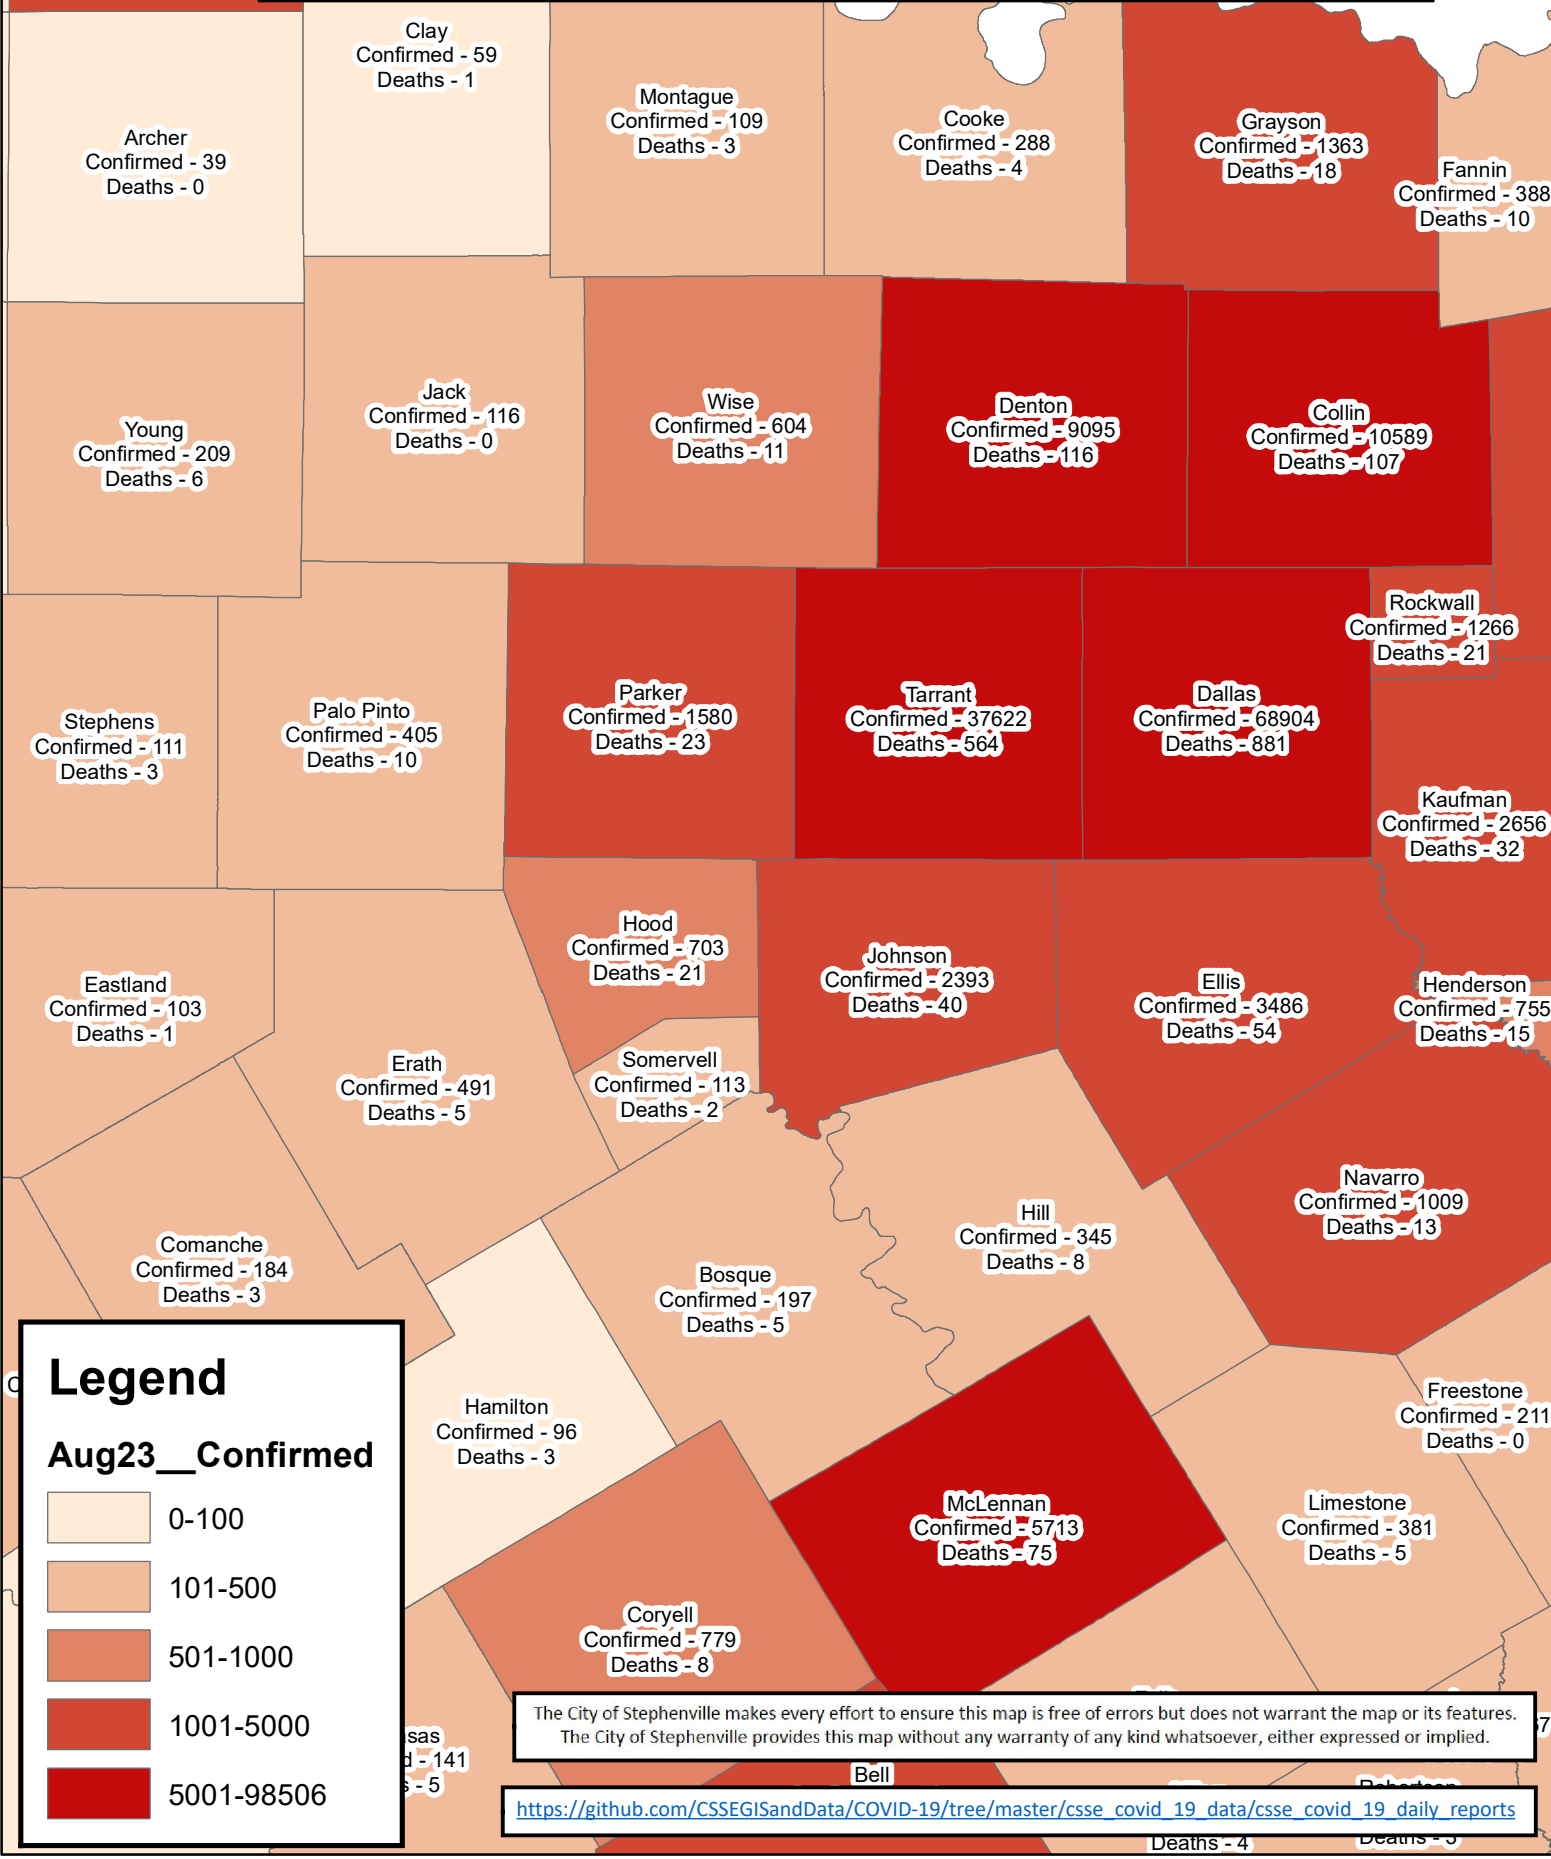 Clay
Confirmed - 59
Deaths - 1
Montague
Confirmed - 109
Deaths - 3
Cooke
Confirmed - 288
Deaths - 4
Grayson
Confirmed - 1363
Deaths - 18
Archer
Confirmed - 39
Deaths - 0
Fannin
Confirmed - 388
Deaths - 10
Jack
Confirmed - 116
Deaths - 0
Wise
Confirmed - 604
Deaths - 11
Denton
Confirmed - 9095
Deaths - 116
Collin
Confirmed - 10589
Deaths - 107
Young
Confirmed - 209
Deaths - 6
Rockwall
Confirmed - 1266
Deaths - 21
Stephens
Confirmed - 111
Deaths - 3
Palo Pinto
Confirmed - 405
Deaths - 10
Parker
Confirmed - 1580
Deaths - 23
Tarrant
Confirmed - 37622
Deaths - 564
Dallas
Confirmed - 68904
Deaths - 881
Kaufman
Confirmed - 2656
Deaths - 32
Hood
Confirmed - 703
Deaths - 21
Johnson
Confirmed - 2393
Deaths - 40
Ellis
Confirmed - 3486
Deaths - 54
Henderson
Confirmed - 755
Deaths - 15
Eastland
Confirmed - 103
Deaths - 1
Erath
Confirmed - 491
Deaths - 5
Somervell
Confirmed - 113
Deaths - 2
Navarro
Confirmed - 1009
Deaths - 13
Hill
Confirmed - 345
Deaths - 8
Comanche
Confirmed - 184
Deaths - 3
Bosque
Confirmed - 197
Deaths - 5
Hamilton
Confirmed - 96
Deaths - 3
Freestone
Confirmed - 211
Deaths - 0
McLennan
Confirmed - 5713
Deaths - 75
Limestone
Confirmed - 381
Deaths - 5
Coryell
Confirmed - 779
Deaths - 8
Legend
Aug23__Confirmed
0-100
101-500
501-1000
1001-5000
5001-98506
sas
d - 141
s - 5
The City of Stephenville makes every effort to ensure this map is free of errors but does not warrant the map or its features.
The City of Stephenville provides this map without any warranty of any kind whatsoever, either expressed or implied.
Bell
Robertson
https://github.com/CSSEGISandData/COVID-19/tree/master/csse_covid_19_data/csse_covid_19_daily_reports
Deaths - 4
Deaths - 3